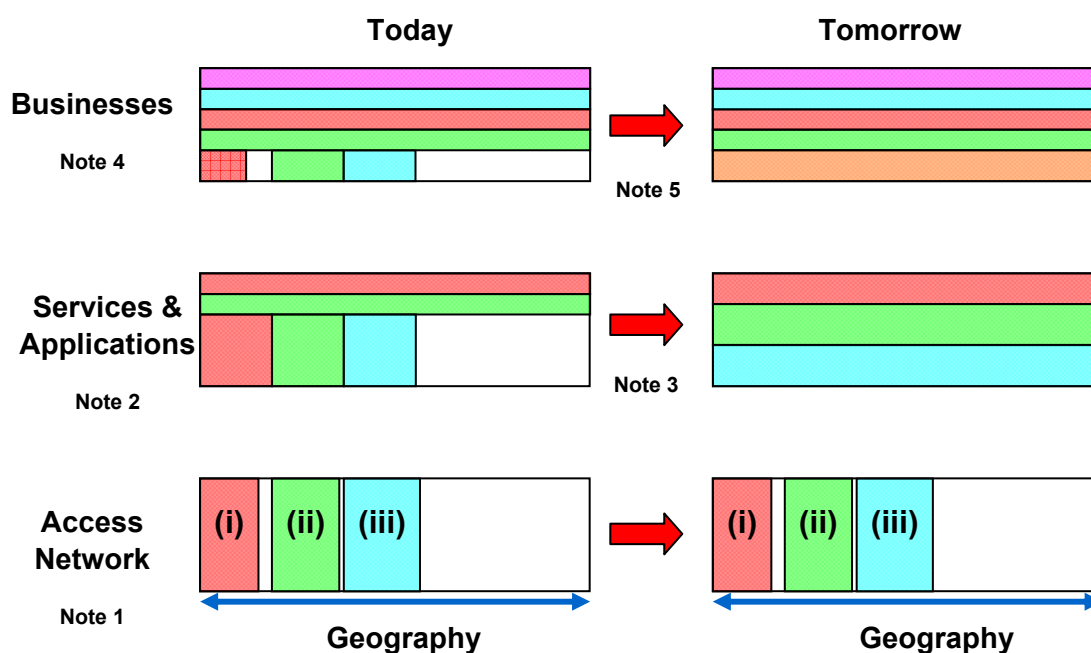 Today
Tomorrow
Businesses
Note 4
Note 5
Services &
Applications
Note 2
Note 3
Access
Network
Note 1
(i)
(ii)
(iii)
(i)
(ii)
(iii)
Geography
Geography